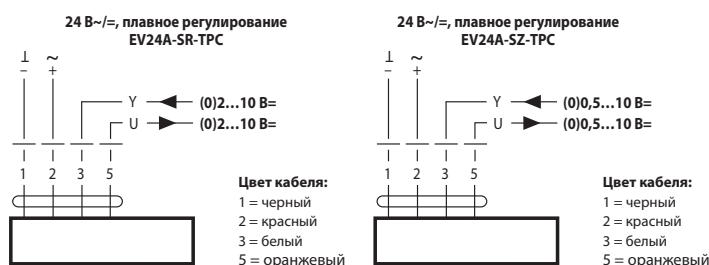 24 В~/=, плавное регулирование
EV24A-SR-TPC
⊥ ~
– +
Y (0)2…10 В=
U (0)2…10 В=
1 2 3 5
Цвет кабеля:
1 = черный
2 = красный
3 = белый
5 = оранжевый
24 В~/=, плавное регулирование
EV24A-SZ-TPC
⊥ ~
– +
Y (0)0,5…10 В=
U (0)0,5…10 В=
1 2 3 5
Цвет кабеля:
1 = черный
2 = красный
3 = белый
5 = оранжевый